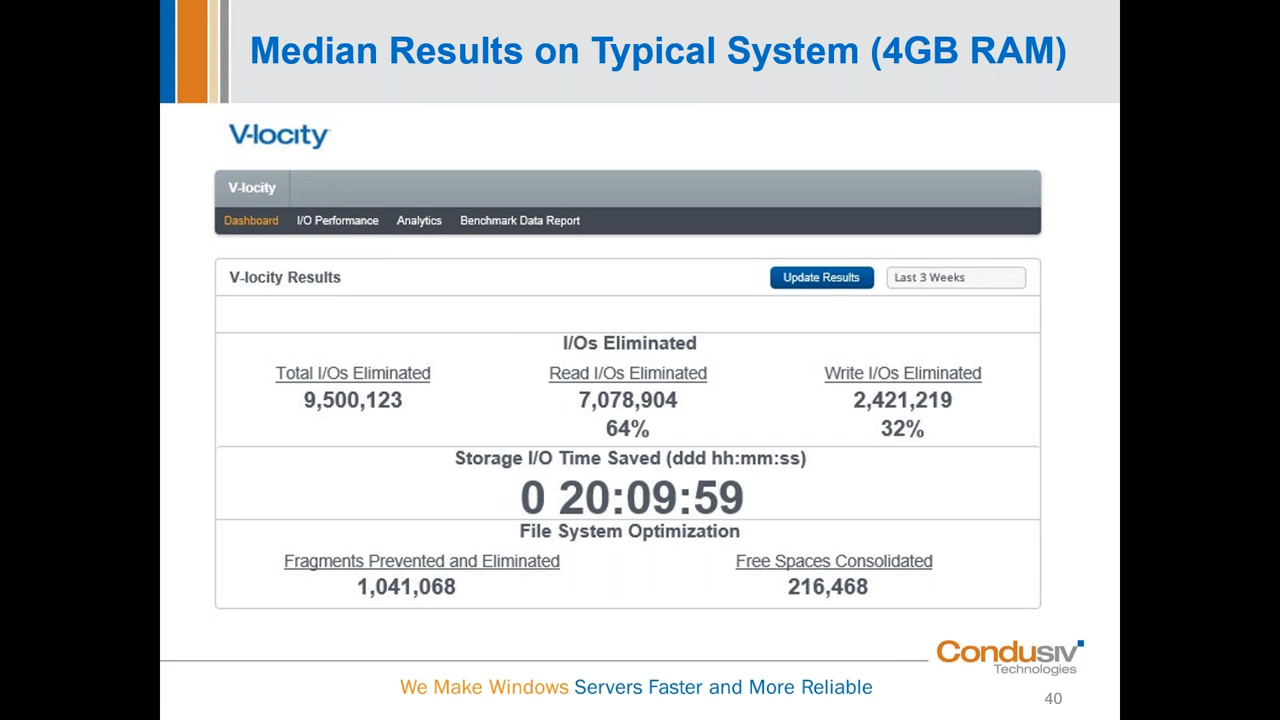 Median Results on Typical System (4GB RAM)
V-locity
V-locity
Dashboard I/O Performance Analytics Benchmark Data Report
V-locity Results Update Results Last 3 Weeks
I/Os Eliminated
Total I/Os Eliminated Read I/Os Eliminated Write I/Os Eliminated
9,500,123 7,078,904 2,421,219
64% 32%
Storage I/O Time Saved (ddd hh:mm:ss)
0 20:09:59
File System Optimization
Fragments Prevented and Eliminated Free Spaces Consolidated
1,041,068 216,468
Condusiv
Technologies
We Make Windows Servers Faster and More Reliable
40